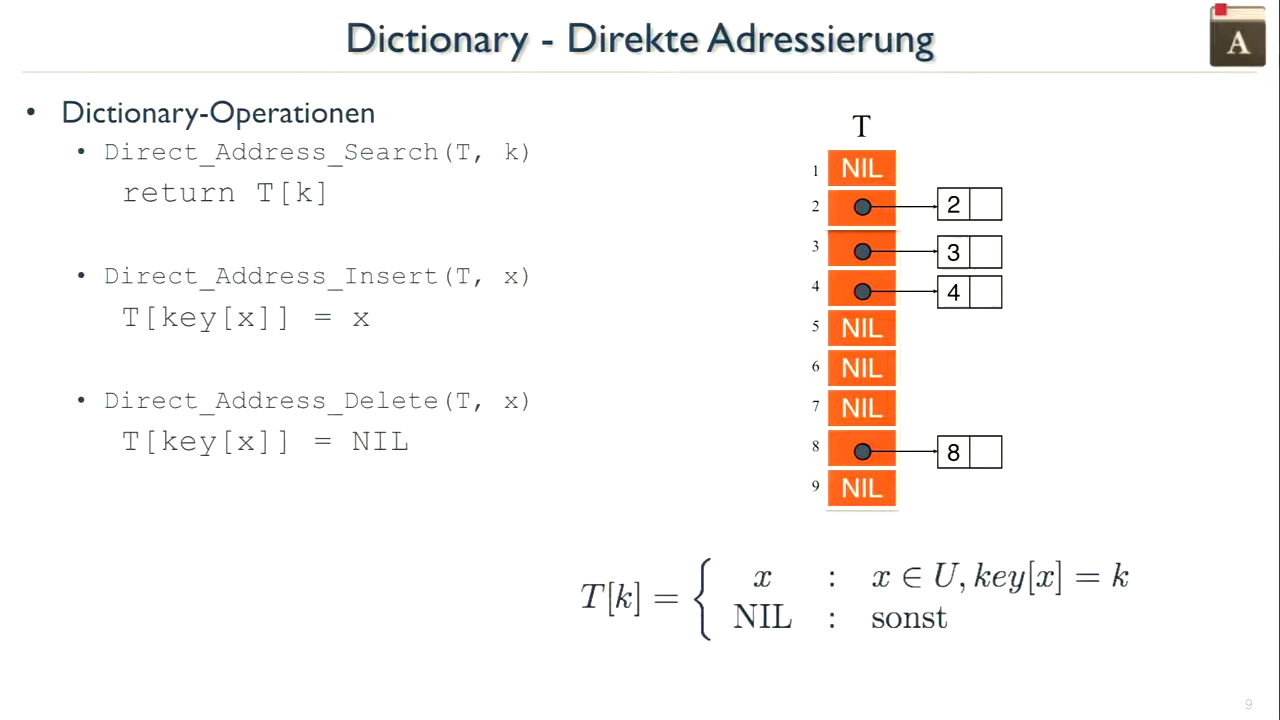 Dictionary - Direkte Adressierung
A
• Dictionary-Operationen
• Direct_Address_Search(T, k)
return T[k]
• Direct_Address_Insert(T, x)
T[key[x]] = x
• Direct_Address_Delete(T, x)
T[key[x]] = NIL
T
1 NIL
2 2
3 3
4 4
5 NIL
6 NIL
7 NIL
8 8
9 NIL
T[k] = { x : x ∈ U, key[x] = k
NIL : sonst
9